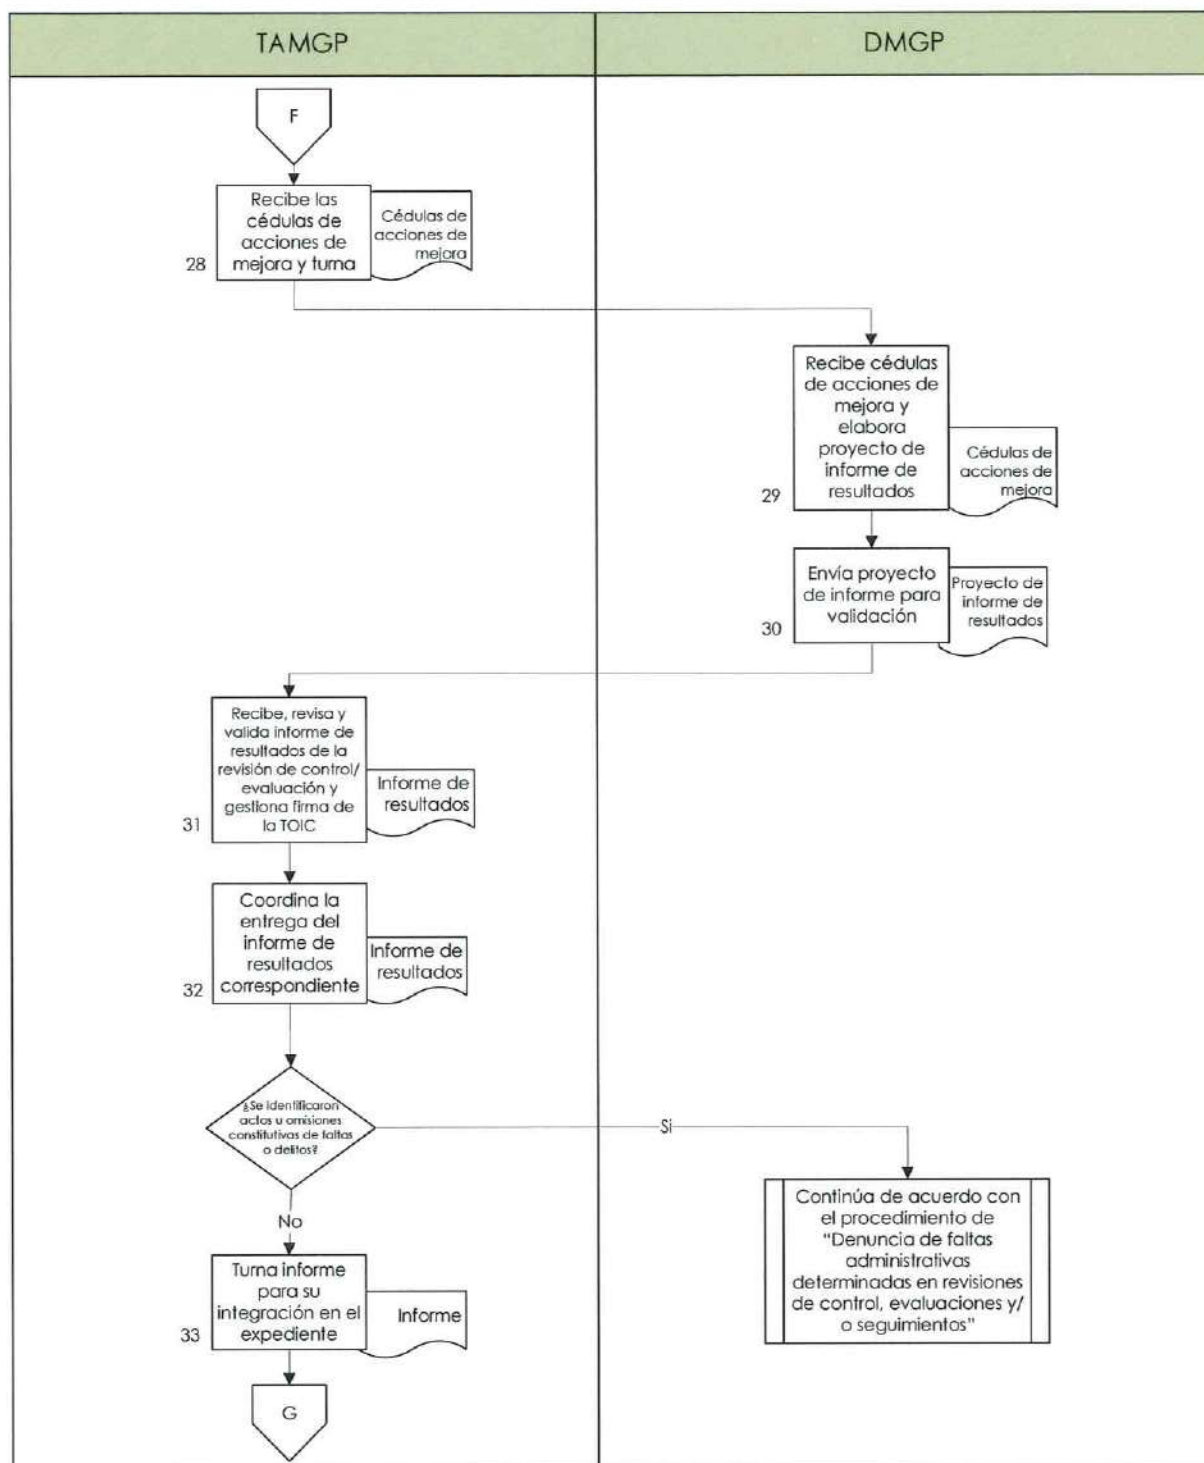 TAMGP
DMGP
F
Recibe las
cédulas de
acciones de
mejora y turna
Cédulas de
acciones de
mejora
28
Recibe cédulas
de acciones de
mejora y
elabora
proyecto de
informe de
resultados
Cédulas de
acciones de
mejora
29
Envía proyecto
de informe para
validación
Proyecto de
informe de
resultados
30
Recibe, revisa y
valida informe de
resultados de la
revisión de control/
evaluación y
gestiona firma de
la TOIC
Informe de
resultados
31
Coordina la
entrega del
informe de
resultados
correspondiente
Informe de
resultados
32
¿Se identificaron
actos u omisiones
constitutivas de faltas
o delitos?
Si
No
Continúa de acuerdo con
el procedimiento de
"Denuncia de faltas
administrativas
determinadas en revisiones
de control, evaluaciones y/
o seguimientos"
Turna informe
para su
integración en el
expediente
Informe
33
G